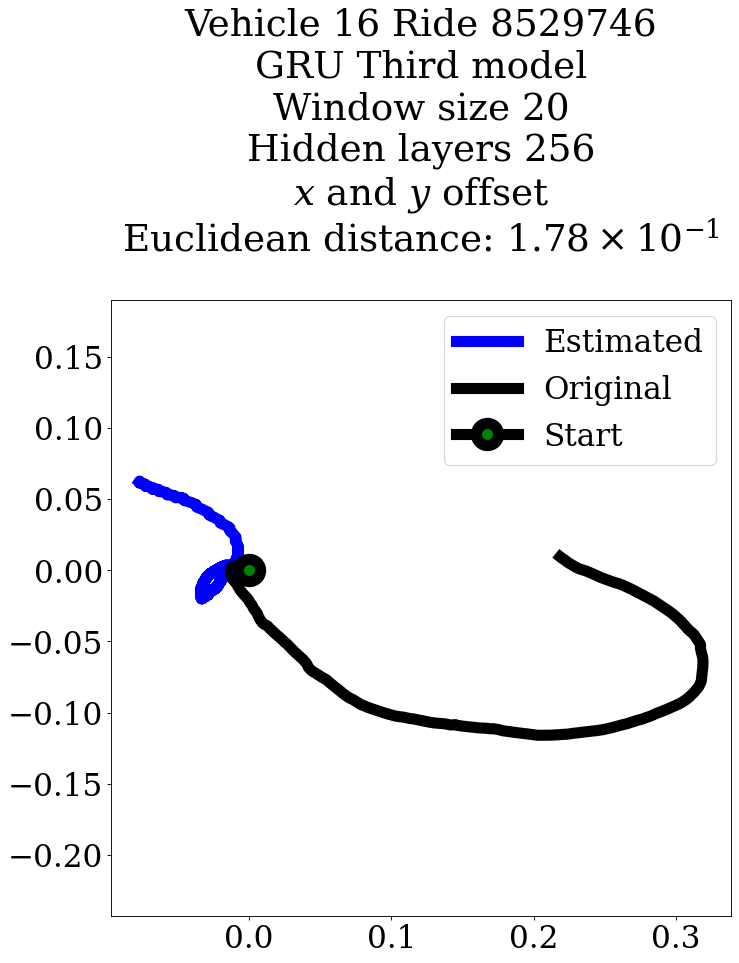 Vehicle 16 Ride 8529746
GRU Third model
Window size 20
Hidden layers 256
x and y offset
Euclidean distance: 1.78 × 10⁻¹
Estimated
Original
Start
0.15
0.10
0.05
0.00
−0.05
−0.10
−0.15
−0.20
0.0 0.1 0.2 0.3